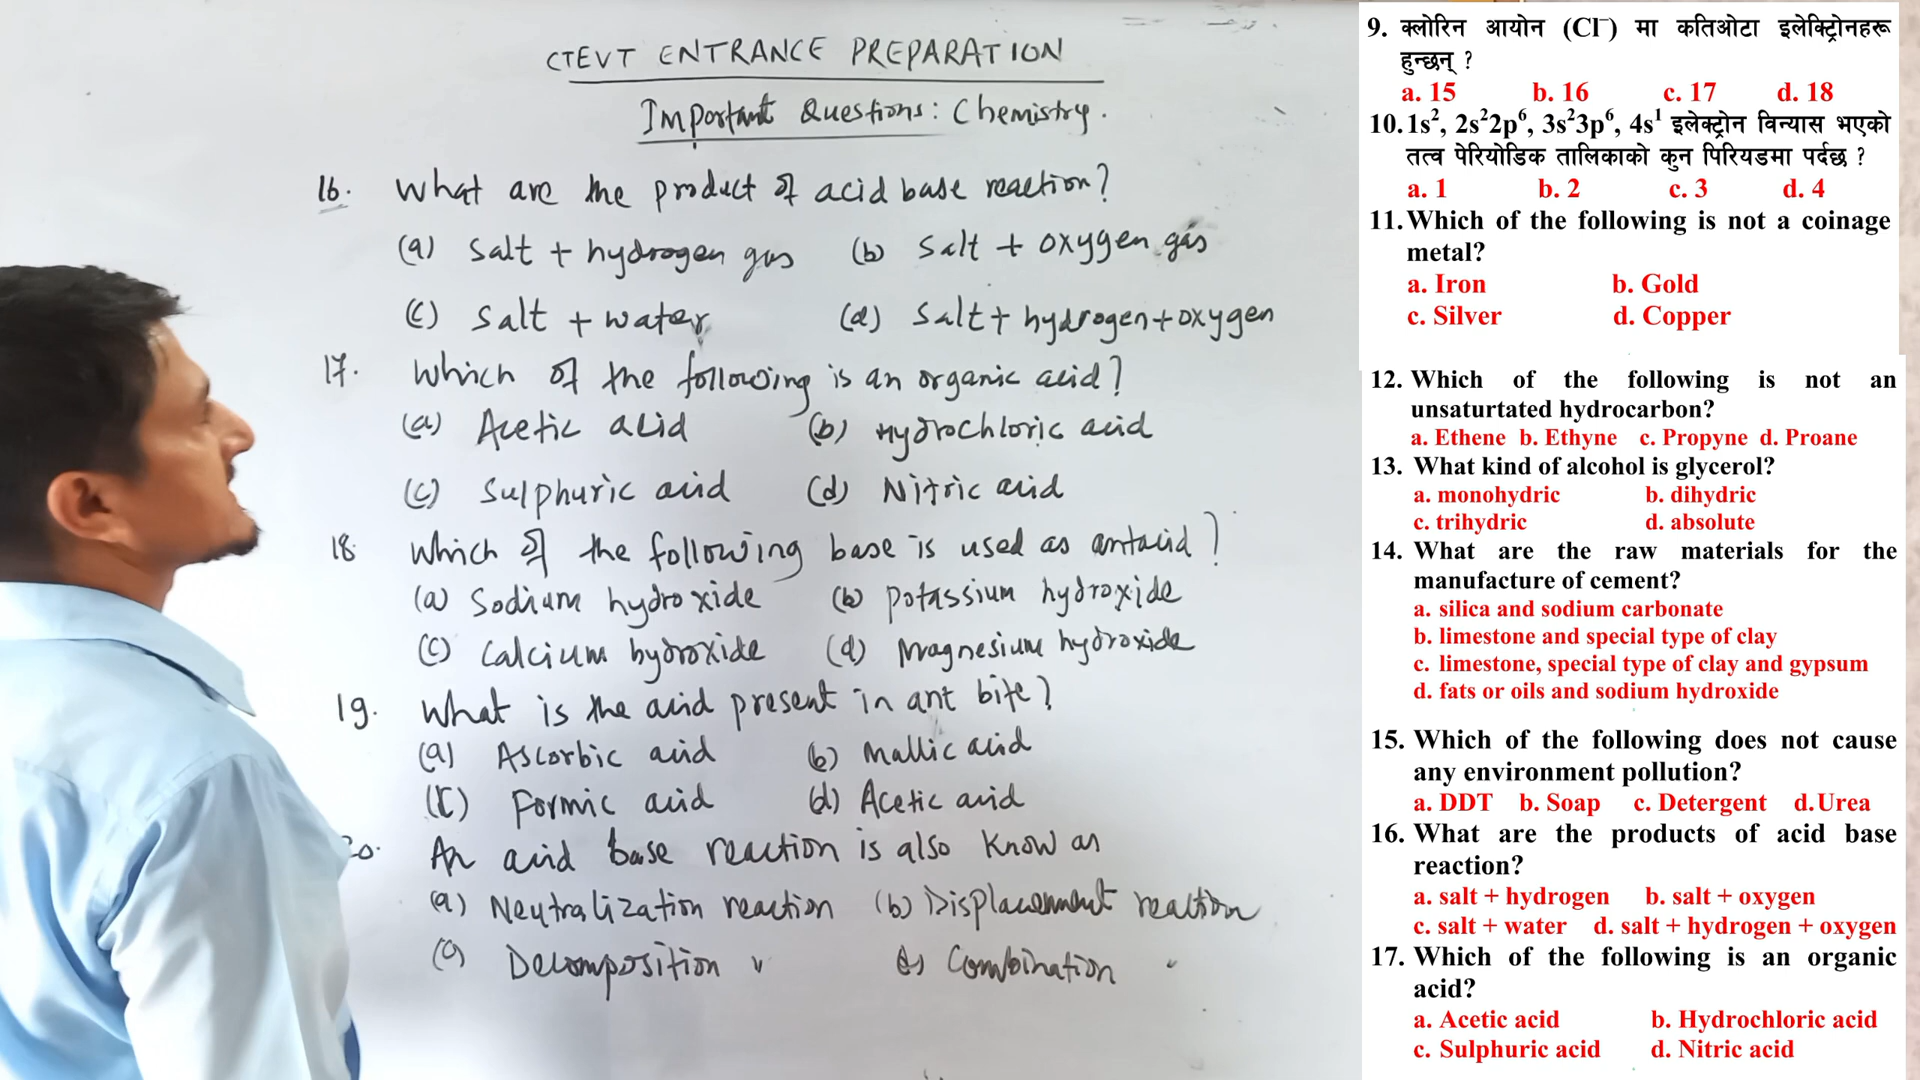 CTEVT ENTRANCE PREPARATION
Important Questions: Chemistry.
16. What are the product of acid base reaction?
(a) Salt + hydrogen gas (b) Salt + oxygen gas
(c) Salt + water (d) Salt + hydrogen + oxygen
17. Which of the following is an organic acid?
(a) Acetic acid (b) Hydrochloric acid
(c) Sulphuric acid (d) Nitric acid
18 Which of the following base is used as antacid?
(a) Sodium hydroxide (b) Potassium hydroxide
(c) Calcium hydroxide (d) Magnesium hydroxide
19. What is the acid present in ant bite?
(a) Ascorbic acid (b) Mallic acid
(c) Formic acid (d) Acetic acid
20. An acid base reaction is also know as
(a) Neutralization reaction (b) Displacement reaction
(c) Decomposition " (d) Combination "
9. क्लोरिन आयोन (Cl⁻) मा कतिओटा इलेक्ट्रोनहरू
हुन्छन् ?
a. 15 b. 16 c. 17 d. 18
10. 1s², 2s²2p⁶, 3s²3p⁶, 4s¹ इलेक्ट्रोन विन्यास भएको
तत्व पेरियोडिक तालिकाको कुन पिरियडमा पर्दछ ?
a. 1 b. 2 c. 3 d. 4
11. Which of the following is not a coinage
metal?
a. Iron b. Gold
c. Silver d. Copper
12. Which of the following is not an
unsaturtated hydrocarbon?
a. Ethene b. Ethyne c. Propyne d. Proane
13. What kind of alcohol is glycerol?
a. monohydric b. dihydric
c. trihydric d. absolute
14. What are the raw materials for the
manufacture of cement?
a. silica and sodium carbonate
b. limestone and special type of clay
c. limestone, special type of clay and gypsum
d. fats or oils and sodium hydroxide
15. Which of the following does not cause
any environment pollution?
a. DDT b. Soap c. Detergent d. Urea
16. What are the products of acid base
reaction?
a. salt + hydrogen b. salt + oxygen
c. salt + water d. salt + hydrogen + oxygen
17. Which of the following is an organic
acid?
a. Acetic acid b. Hydrochloric acid
c. Sulphuric acid d. Nitric acid